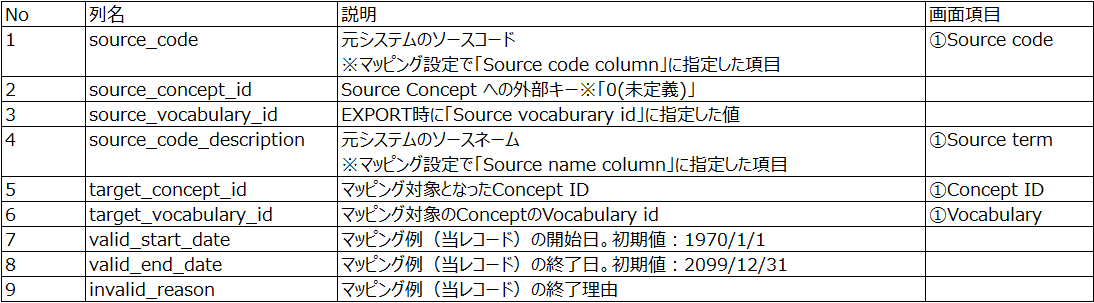 No 列名 説明 画面項目
1 source_code 元システムのソースコード ①Source code
※マッピング設定で「Source code column」に指定した項目
2 source_concept_id Source Concept への外部キー※「0(未定義)」
3 source_vocabulary_id EXPORT時に「Source vocaburary id」に指定した値
4 source_code_description 元システムのソースネーム ①Source term
※マッピング設定で「Source name column」に指定した項目
5 target_concept_id マッピング対象となったConcept ID ①Concept ID
6 target_vocabulary_id マッピング対象のConceptのVocabulary id ①Vocabulary
7 valid_start_date マッピング例（当レコード）の開始日。初期値：1970/1/1
8 valid_end_date マッピング例（当レコード）の終了日。初期値：2099/12/31
9 invalid_reason マッピング例（当レコード）の終了理由